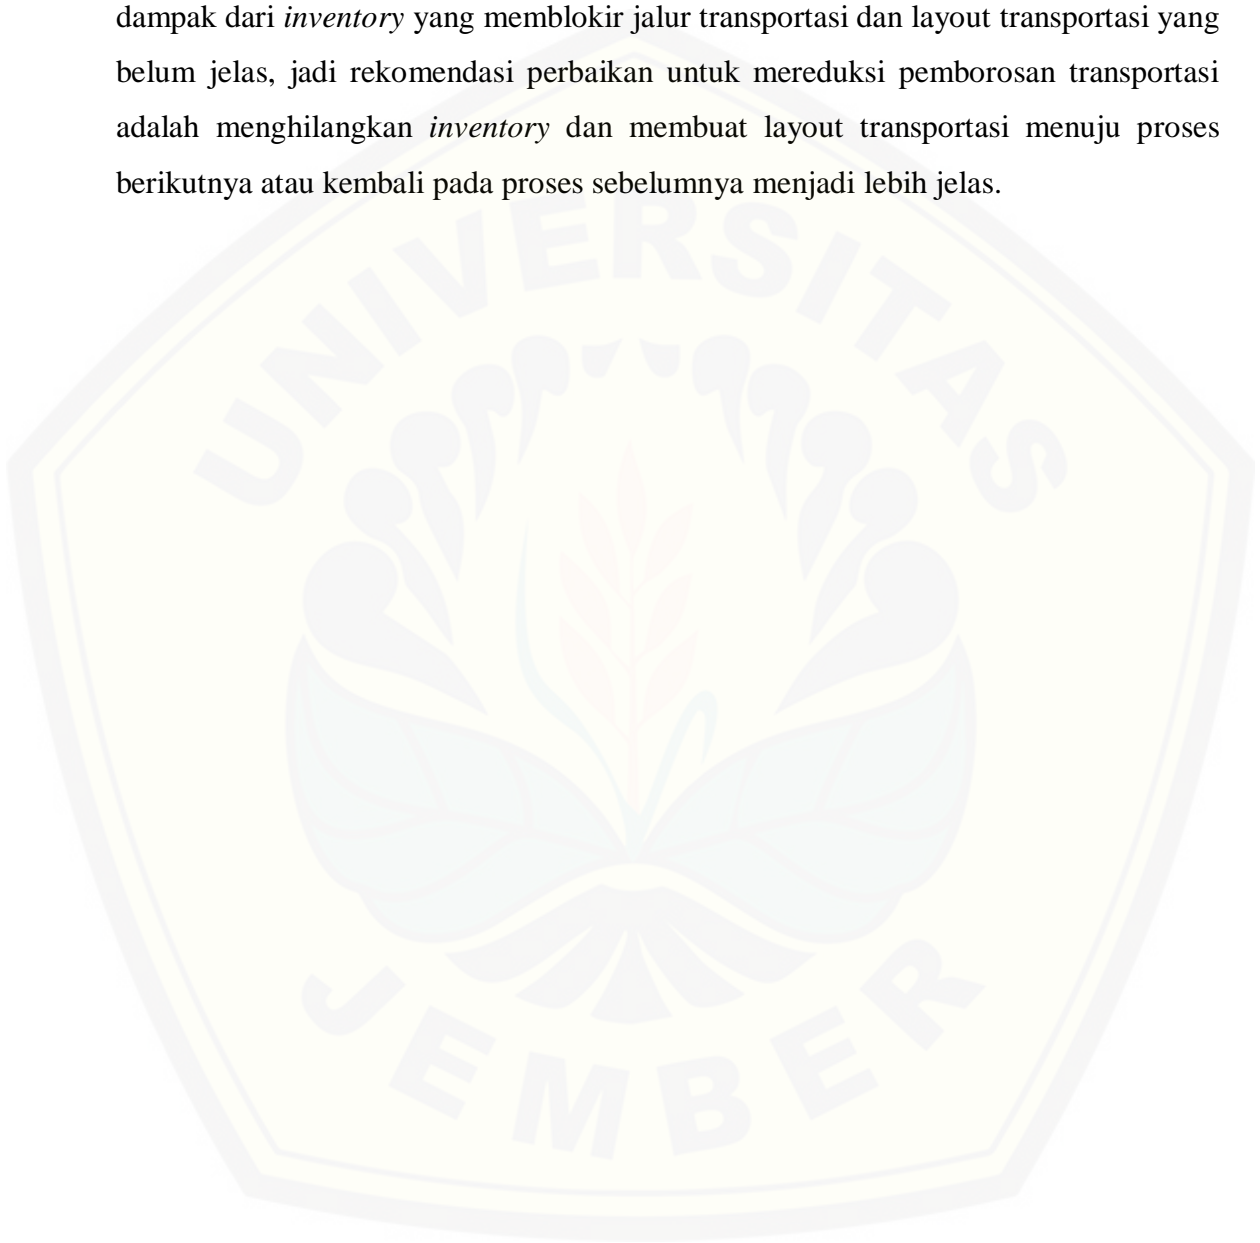 dampak dari inventory yang memblokir jalur transportasi dan layout transportasi yang
belum jelas, jadi rekomendasi perbaikan untuk mereduksi pemborosan transportasi
adalah menghilangkan inventory dan membuat layout transportasi menuju proses
berikutnya atau kembali pada proses sebelumnya menjadi lebih jelas.
UNIVERSITAS
JEMBER